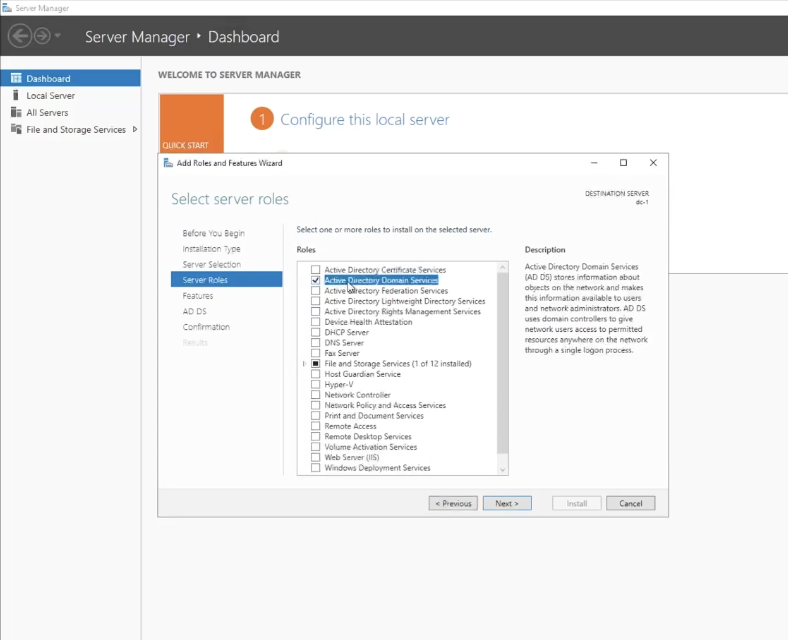 Server Manager
Server Manager • Dashboard
Dashboard
Local Server
All Servers
File and Storage Services
WELCOME TO SERVER MANAGER
1 Configure this local server
QUICK START
Add Roles and Features Wizard
Select server roles
DESTINATION SERVER
dc-1
Before You Begin
Installation Type
Server Selection
Server Roles
Features
AD DS
Confirmation
Results
Select one or more roles to install on the selected server.
Roles
Active Directory Certificate Services
Active Directory Domain Services
Active Directory Federation Services
Active Directory Lightweight Directory Services
Active Directory Rights Management Services
Device Health Attestation
DHCP Server
DNS Server
Fax Server
File and Storage Services (1 of 12 installed)
Host Guardian Service
Hyper-V
Network Controller
Network Policy and Access Services
Print and Document Services
Remote Access
Remote Desktop Services
Volume Activation Services
Web Server (IIS)
Windows Deployment Services
Description
Active Directory Domain Services
(AD DS) stores information about
objects on the network and makes
this information available to users
and network administrators. AD DS
uses domain controllers to give
network users access to permitted
resources anywhere on the network
through a single logon process.
< Previous
Next >
Install
Cancel